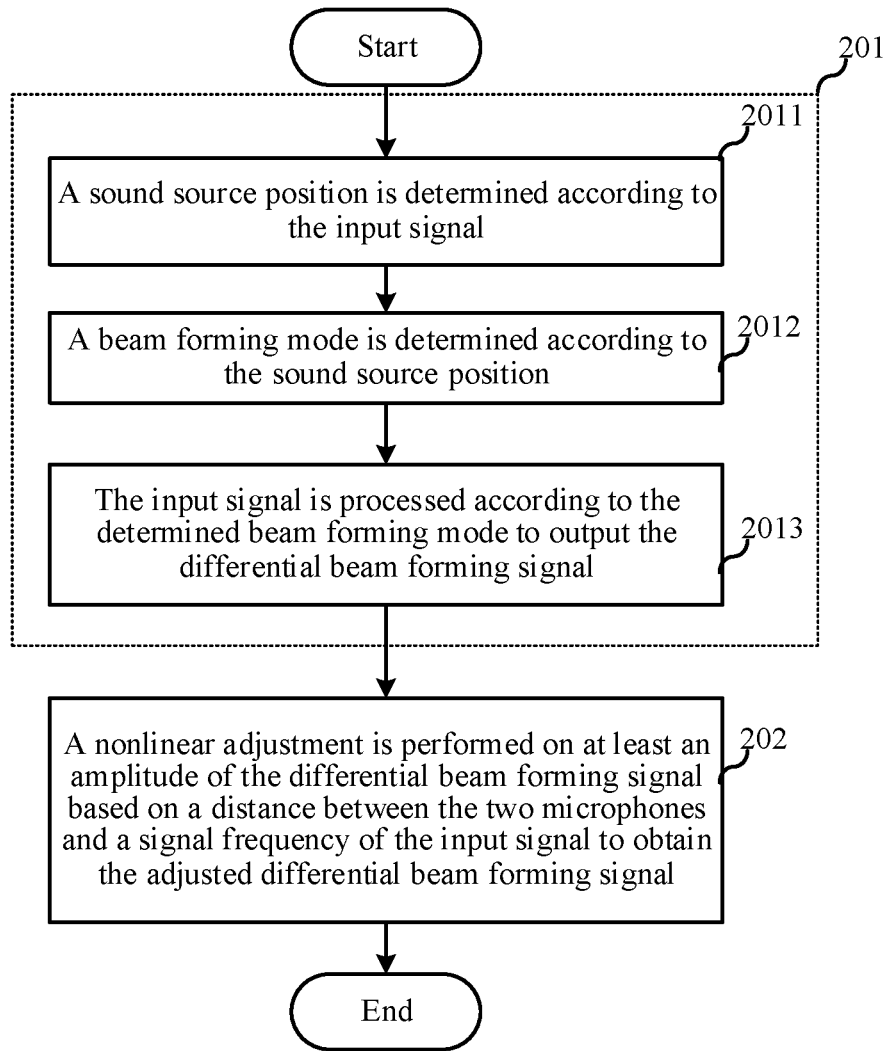 Start
201
2011
A sound source position is determined according to
the input signal
2012
A beam forming mode is determined according to
the sound source position
The input signal is processed according to the
determined beam forming mode to output the
differential beam forming signal
2013
A nonlinear adjustment is performed on at least an
amplitude of the differential beam forming signal
based on a distance between the two microphones
and a signal frequency of the input signal to obtain
the adjusted differential beam forming signal
202
End